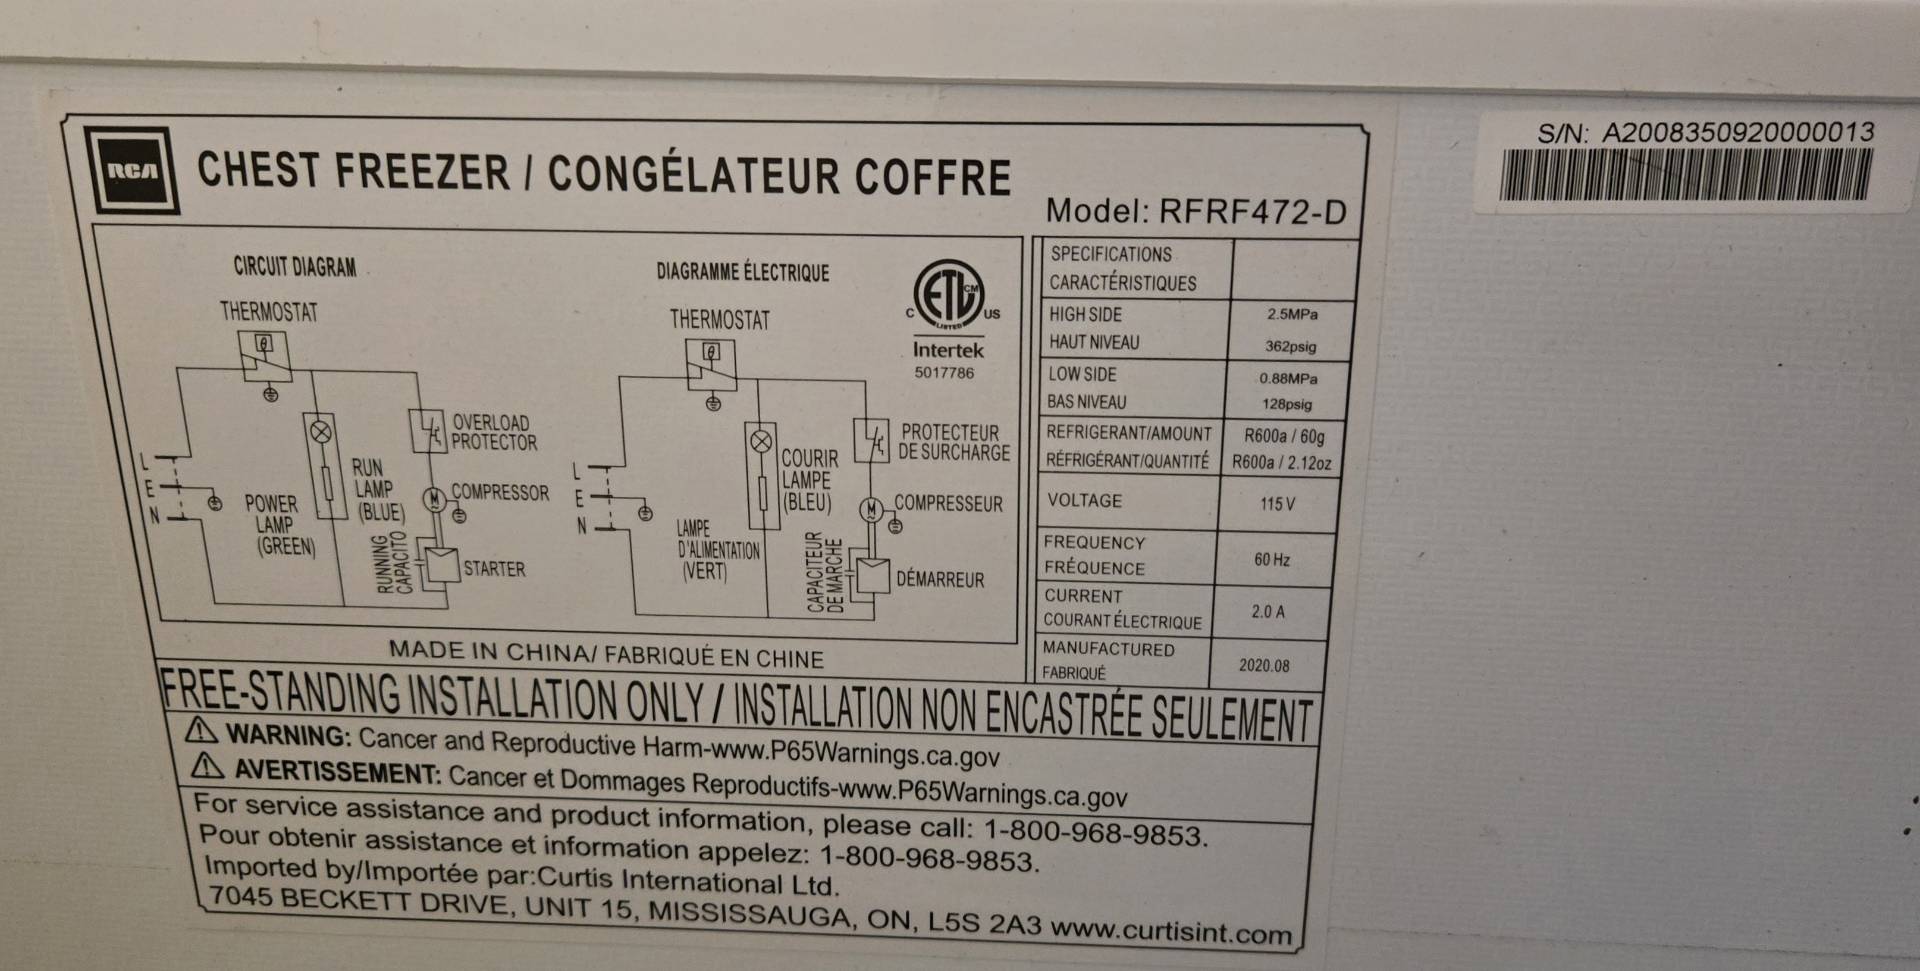 S/N: A2008350920000013
RCA
CHEST FREEZER / CONGÉLATEUR COFFRE
Model: RFRF472-D
CIRCUIT DIAGRAM
THERMOSTAT
θ
L
E
N
POWER
LAMP
(GREEN)
RUN
LAMP
(BLUE)
OVERLOAD
PROTECTOR
M
COMPRESSOR
RUNNING
CAPACITO
STARTER
DIAGRAMME ÉLECTRIQUE
THERMOSTAT
θ
L
E
N
LAMPE
D'ALIMENTATION
(VERT)
COURIR
LAMPE
(BLEU)
PROTECTEUR
DE SURCHARGE
M
COMPRESSEUR
CAPACITEUR
DE MARCHE
DÉMARREUR
ETL CM
LISTED
C US
Intertek
5017786
SPECIFICATIONS
CARACTÉRISTIQUES
HIGH SIDE 2.5MPa
HAUT NIVEAU 362psig
LOW SIDE 0.88MPa
BAS NIVEAU 128psig
REFRIGERANT/AMOUNT R600a / 60g
RÉFRIGÉRANT/QUANTITÉ R600a / 2.12oz
VOLTAGE 115 V
FREQUENCY
FRÉQUENCE 60 Hz
CURRENT
COURANT ÉLECTRIQUE 2.0 A
MANUFACTURED
FABRIQUÉ 2020.08
MADE IN CHINA/ FABRIQUÉ EN CHINE
FREE-STANDING INSTALLATION ONLY / INSTALLATION NON ENCASTRÉE SEULEMENT
WARNING: Cancer and Reproductive Harm-www.P65Warnings.ca.gov
AVERTISSEMENT: Cancer et Dommages Reproductifs-www.P65Warnings.ca.gov
For service assistance and product information, please call: 1-800-968-9853.
Pour obtenir assistance et information appelez: 1-800-968-9853.
Imported by/Importée par:Curtis International Ltd.
7045 BECKETT DRIVE, UNIT 15, MISSISSAUGA, ON, L5S 2A3 www.curtisint.com